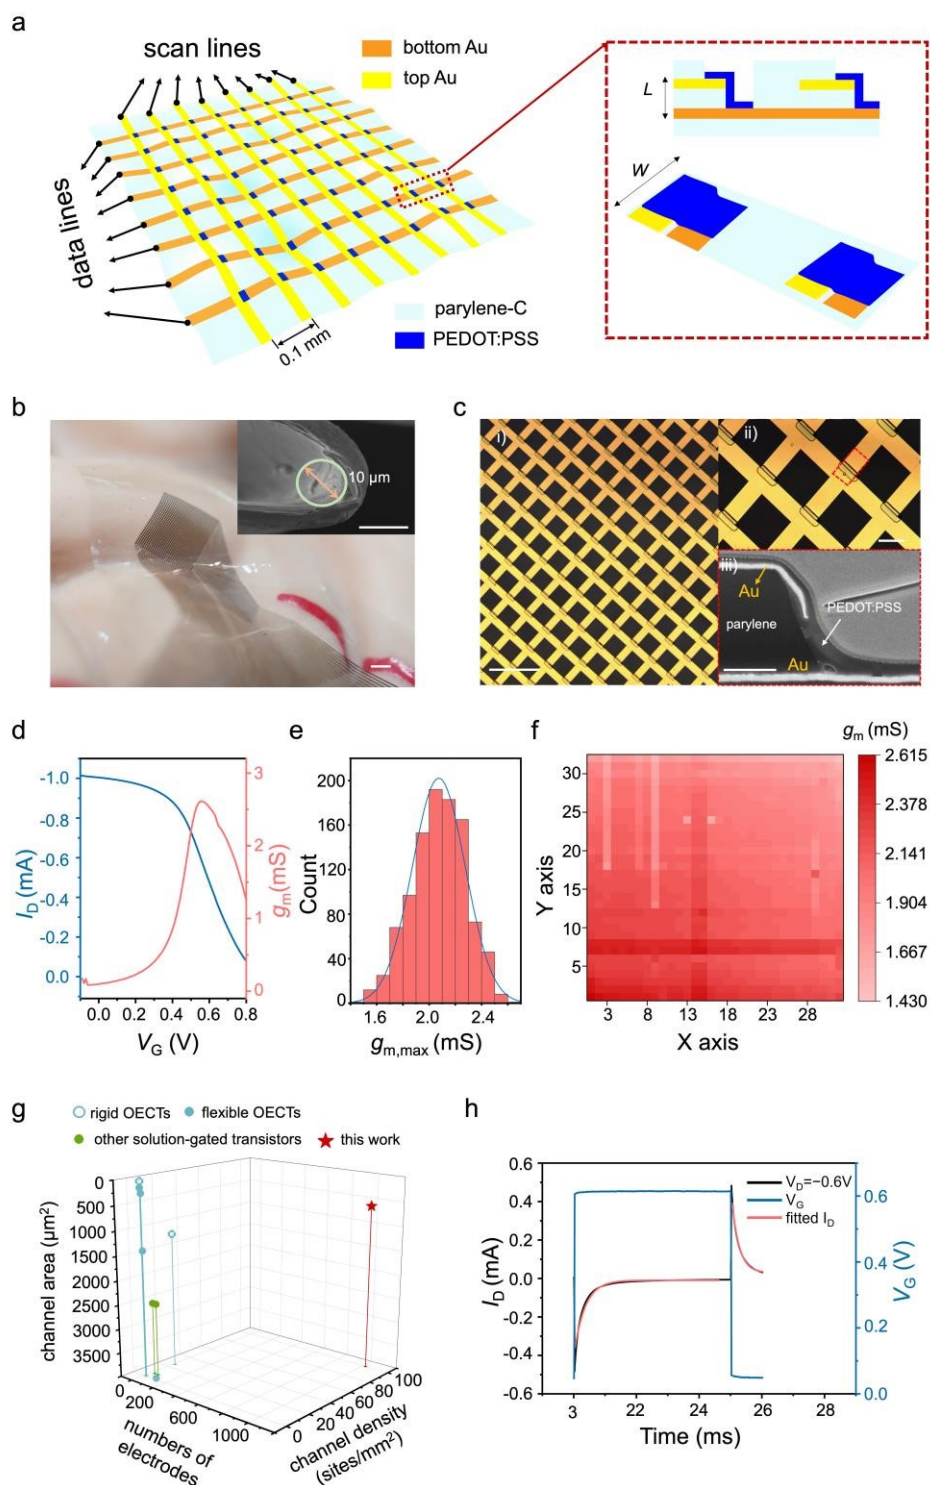 a
scan lines
bottom Au
top Au
data lines
0.1 mm
parylene-C
PEDOT:PSS
L
W
b
10 μm
c
i)
ii)
iii)
Au
PEDOT:PSS
parylene
Au
d
-1.0
-0.8
-0.6
-0.4
-0.2
0.0
I_D (mA)
3
2
1
0
g_m(mS)
0.0 0.2 0.4 0.6 0.8
V_G (V)
e
200
160
120
80
40
0
Count
1.6 2.0 2.4
g_m,max (mS)
f
g_m (mS)
30
25
20
15
10
5
Y axis
3 8 13 18 23 28
X axis
2.615
2.378
2.141
1.904
1.667
1.430
g
rigid OECTs
flexible OECTs
other solution-gated transistors
this work
0
500
1000
1500
2000
2500
3000
3500
channel area (μm²)
0 200 600 1000
numbers of
electrodes
0 20 40 60 80 100
channel density
(sites/mm²)
h
0.6
0.4
0.2
0.0
-0.2
-0.4
-0.6
I_D (mA)
V_D=−0.6V
V_G
fitted I_D
0.6
0.4
0.2
0.0
V_G (V)
3 22 24 26 28
Time (ms)